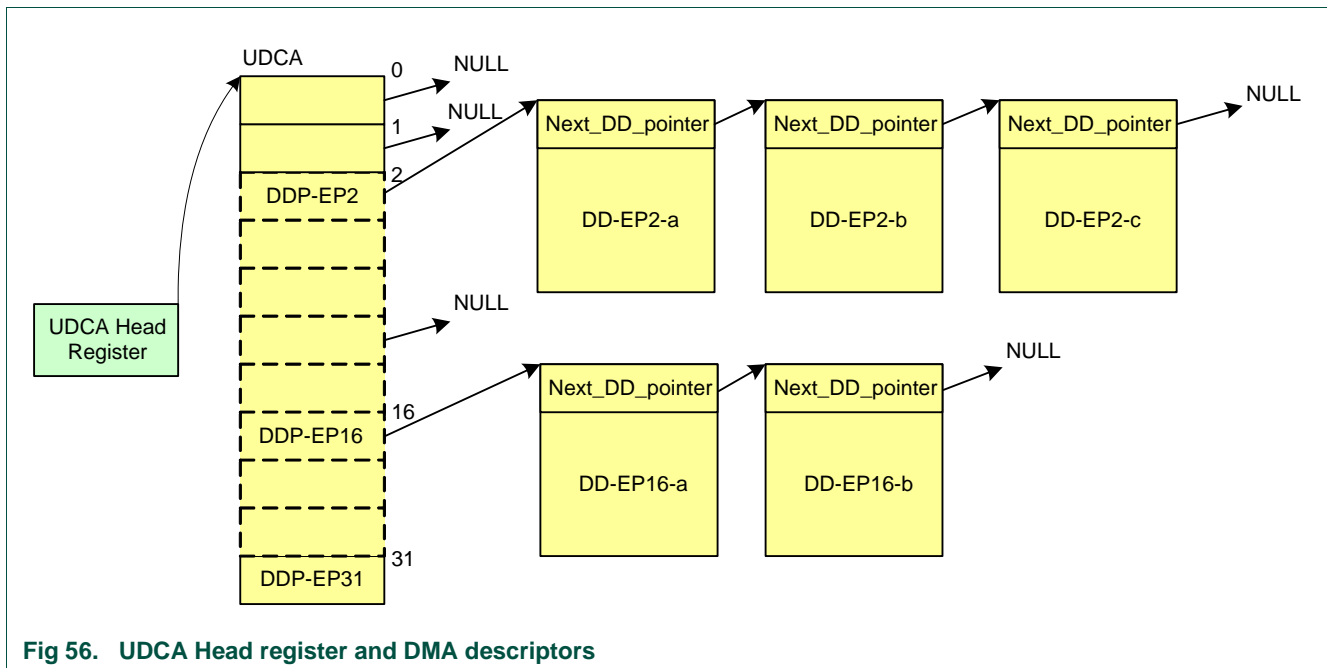 UDCA
0
NULL
NULL
1
2
DDP-EP2
Next_DD_pointer
Next_DD_pointer
Next_DD_pointer
NULL
DD-EP2-a
DD-EP2-b
DD-EP2-c
UDCA Head
Register
NULL
16
DDP-EP16
Next_DD_pointer
Next_DD_pointer
NULL
DD-EP16-a
DD-EP16-b
31
DDP-EP31
Fig 56. UDCA Head register and DMA descriptors